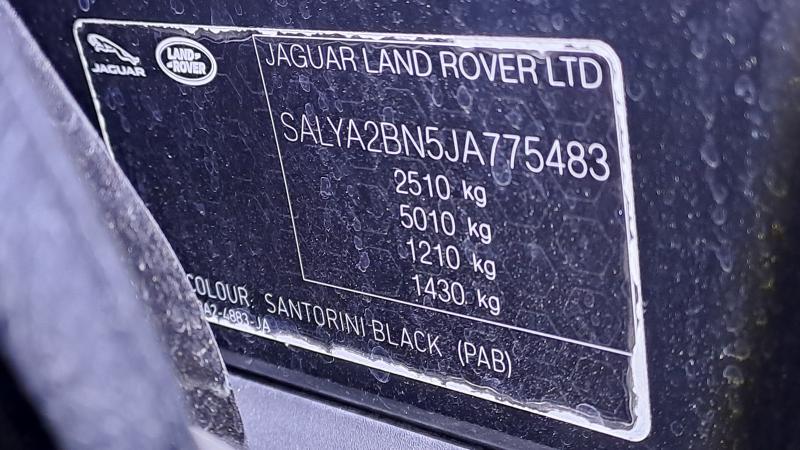 JAGUAR
LAND ROVER
JAGUAR LAND ROVER LTD
SALYA2BN5JA775483
2510 kg
5010 kg
1210 kg
1430 kg
COLOUR: SANTORINI BLACK (PAB)